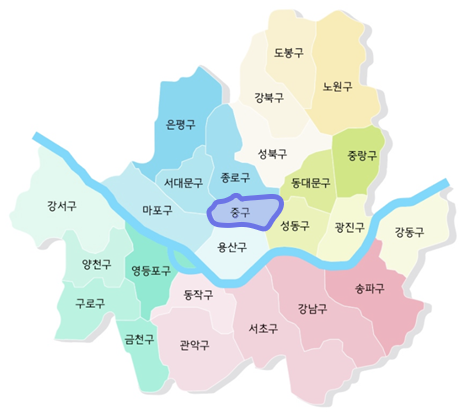 도봉구
노원구
강북구
은평구
성북구
중랑구
종로구
서대문구
동대문구
강서구
마포구
중구
성동구
광진구
강동구
용산구
양천구
영등포구
동작구
송파구
구로구
강남구
서초구
금천구
관악구